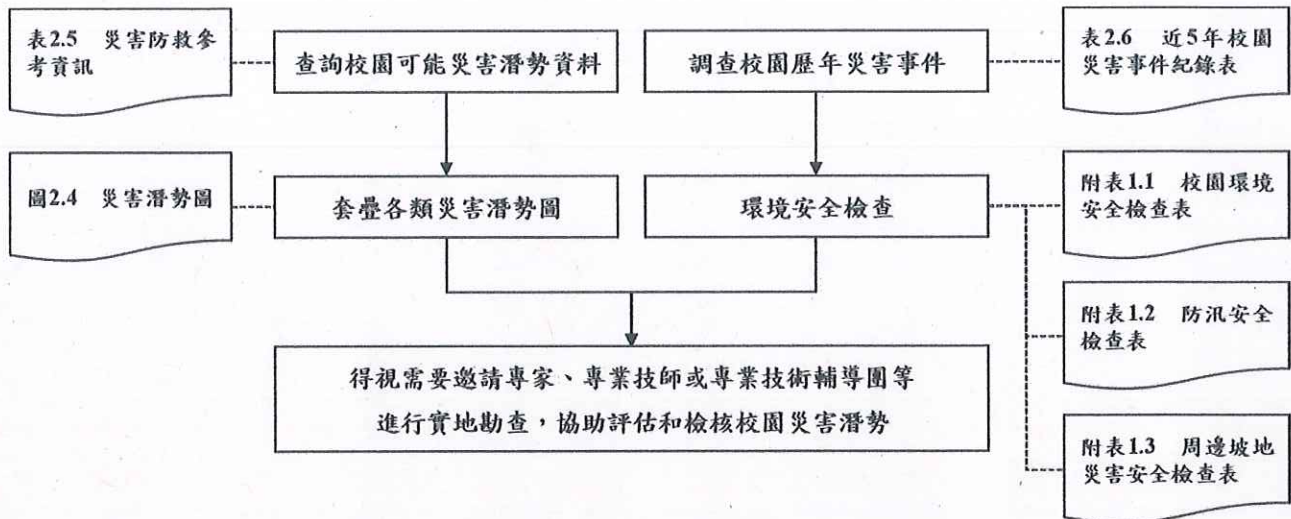 表2.5 災害防救參
考資訊
查詢校園可能災害潛勢資料
調查校園歷年災害事件
表2.6 近5年校園
災害事件紀錄表
圖2.4 災害潛勢圖
套疊各類災害潛勢圖
環境安全檢查
附表1.1 校園環境
安全檢查表
附表1.2 防汛安全
檢查表
得視需要邀請專家、專業技師或專業技術輔導團等
進行實地勘查，協助評估和檢核校園災害潛勢
附表1.3 周邊坡地
災害安全檢查表